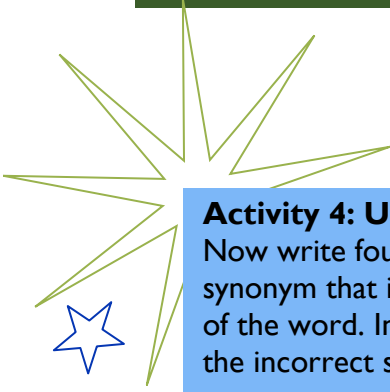 Activity 4: U
Now write fou
synonym that i
of the word. In
the incorrect s